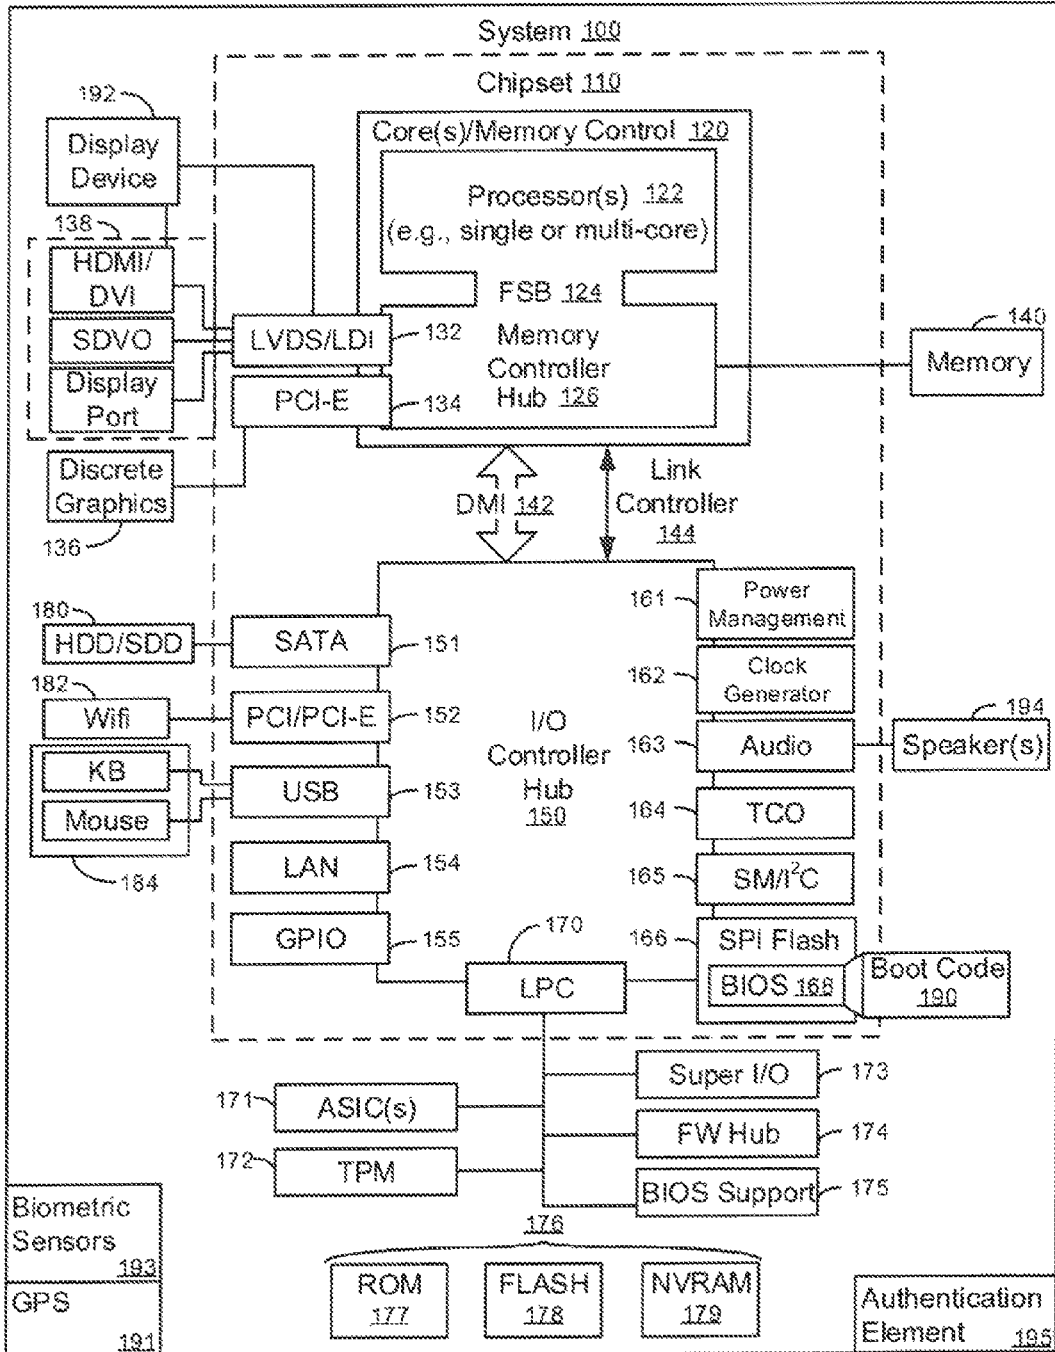 System 100
Chipset 110
192
Display
Device
Core(s)/Memory Control 120
Processor(s) 122
(e.g., single or multi-core)
138
HDMI/
DVI
SDVO
Display
Port
LVDS/LDI
132
PCI-E
134
FSB 124
Memory
Controller
Hub 126
140
Memory
Discrete
Graphics
136
DMI 142
Link
Controller
144
180
HDD/SDD
SATA
151
182
Wifi
PCI/PCI-E
152
KB
Mouse
184
USB
153
LAN
154
GPIO
155
I/O
Controller
Hub
150
161
Power
Management
162
Clock
Generator
163
Audio
194
Speaker(s)
164
TCO
165
SM/I²C
166
SPI Flash
BIOS 168
Boot Code
190
170
LPC
171
ASIC(s)
172
TPM
Super I/O
173
FW Hub
174
BIOS Support
175
176
ROM
177
FLASH
178
NVRAM
179
Biometric
Sensors
193
GPS
191
Authentication
Element 195